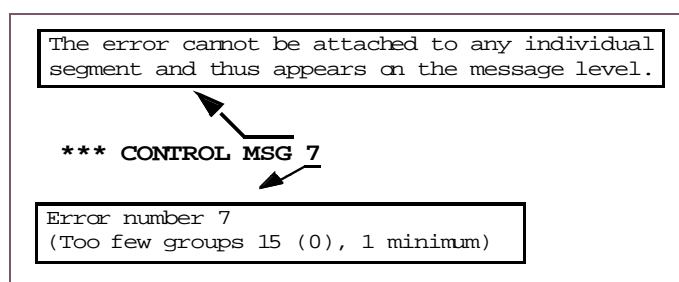 The error cannot be attached to any individual
segment and thus appears on the message level.
*** CONTROL MSG 7
Error number 7
(Too few groups 15 (0), 1 minimum)